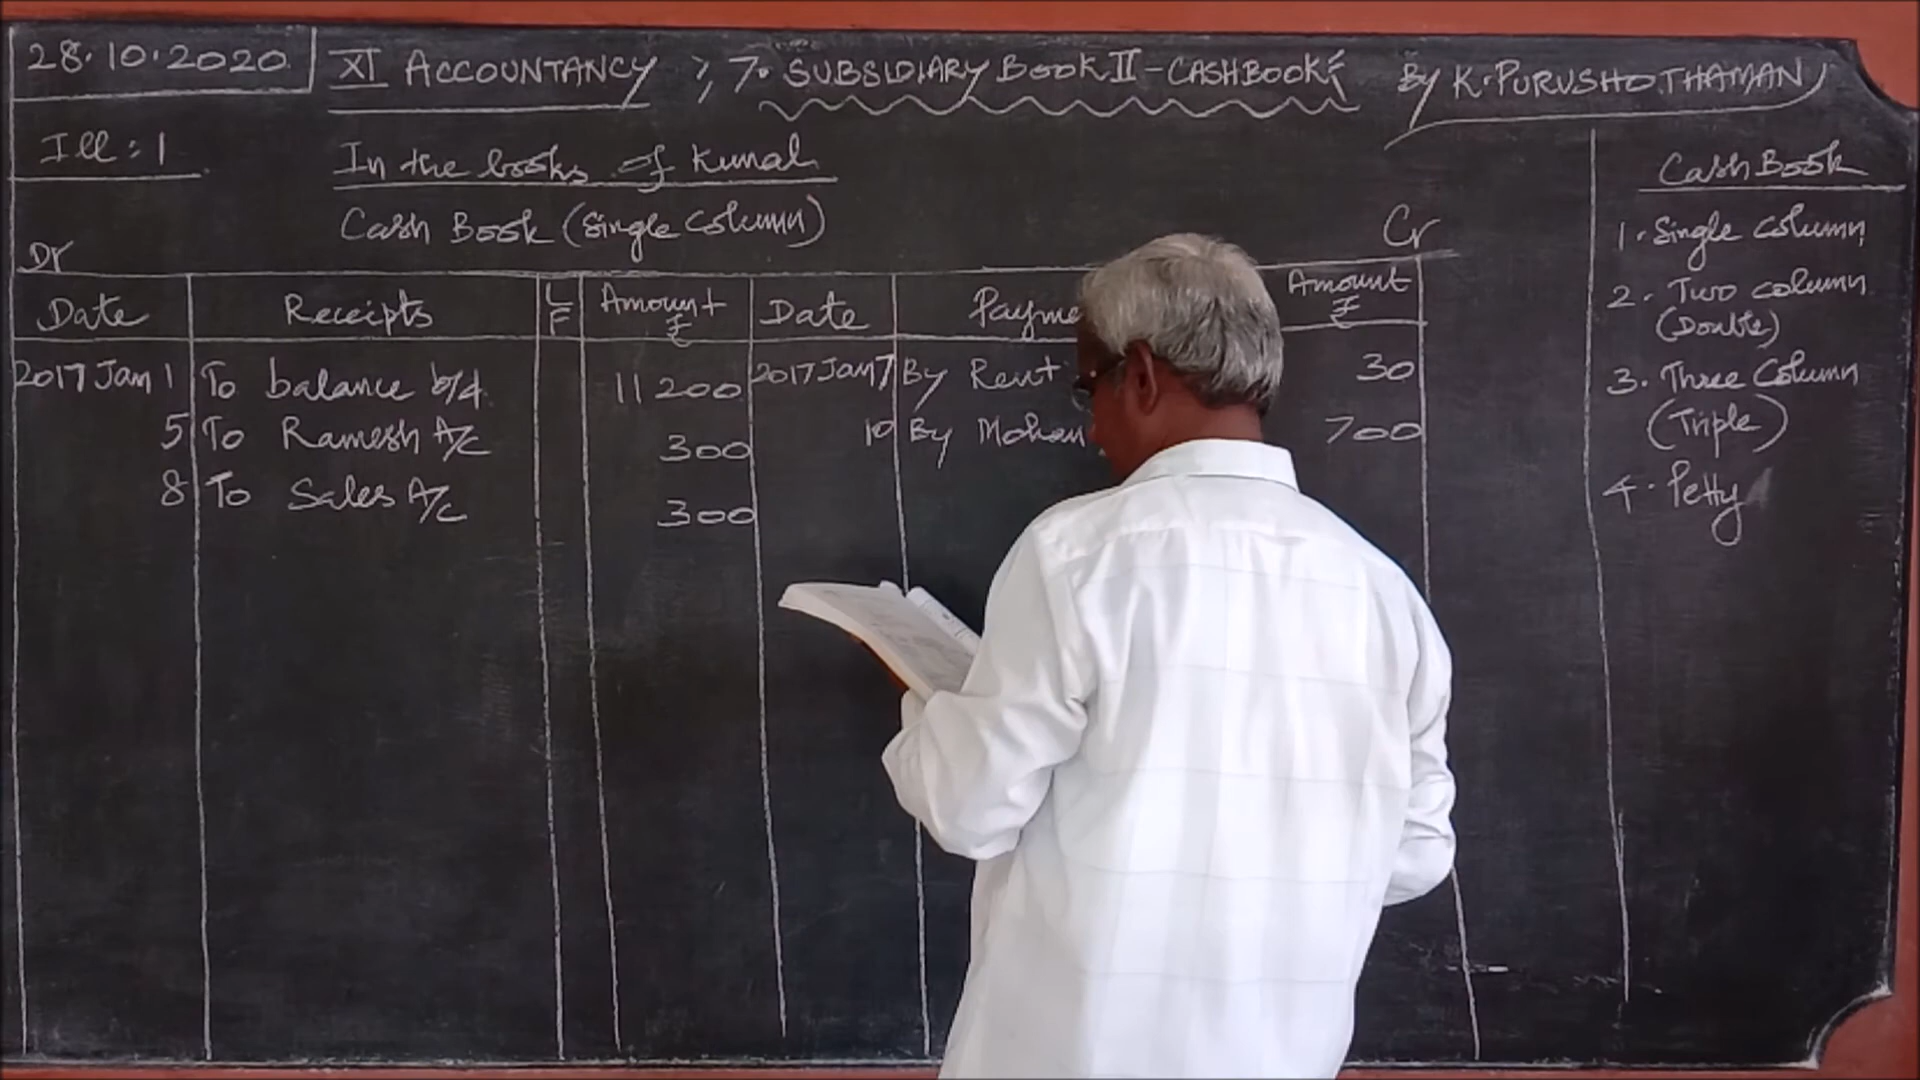 28.10.2020 XI ACCOUNTANCY ; 7. SUBSIDIARY BOOK II - CASHBOOK By K. PURUSHOTHAMAN
Ill: 1
In the books of Kunal
Cash Book (Single Column)
Dr Cr
Date Receipts L F Amount ₹ Date Amount ₹
2017 Jan 1 To balance b/d 11 200 2017 Jan 7 By Rent 30
5 To Ramesh A/c 300 10 By Mohan 700
8 To Sales A/c 300
Cash Book
1. Single column
2. Two column
(Double)
3. Three Column
(Triple)
4. Petty